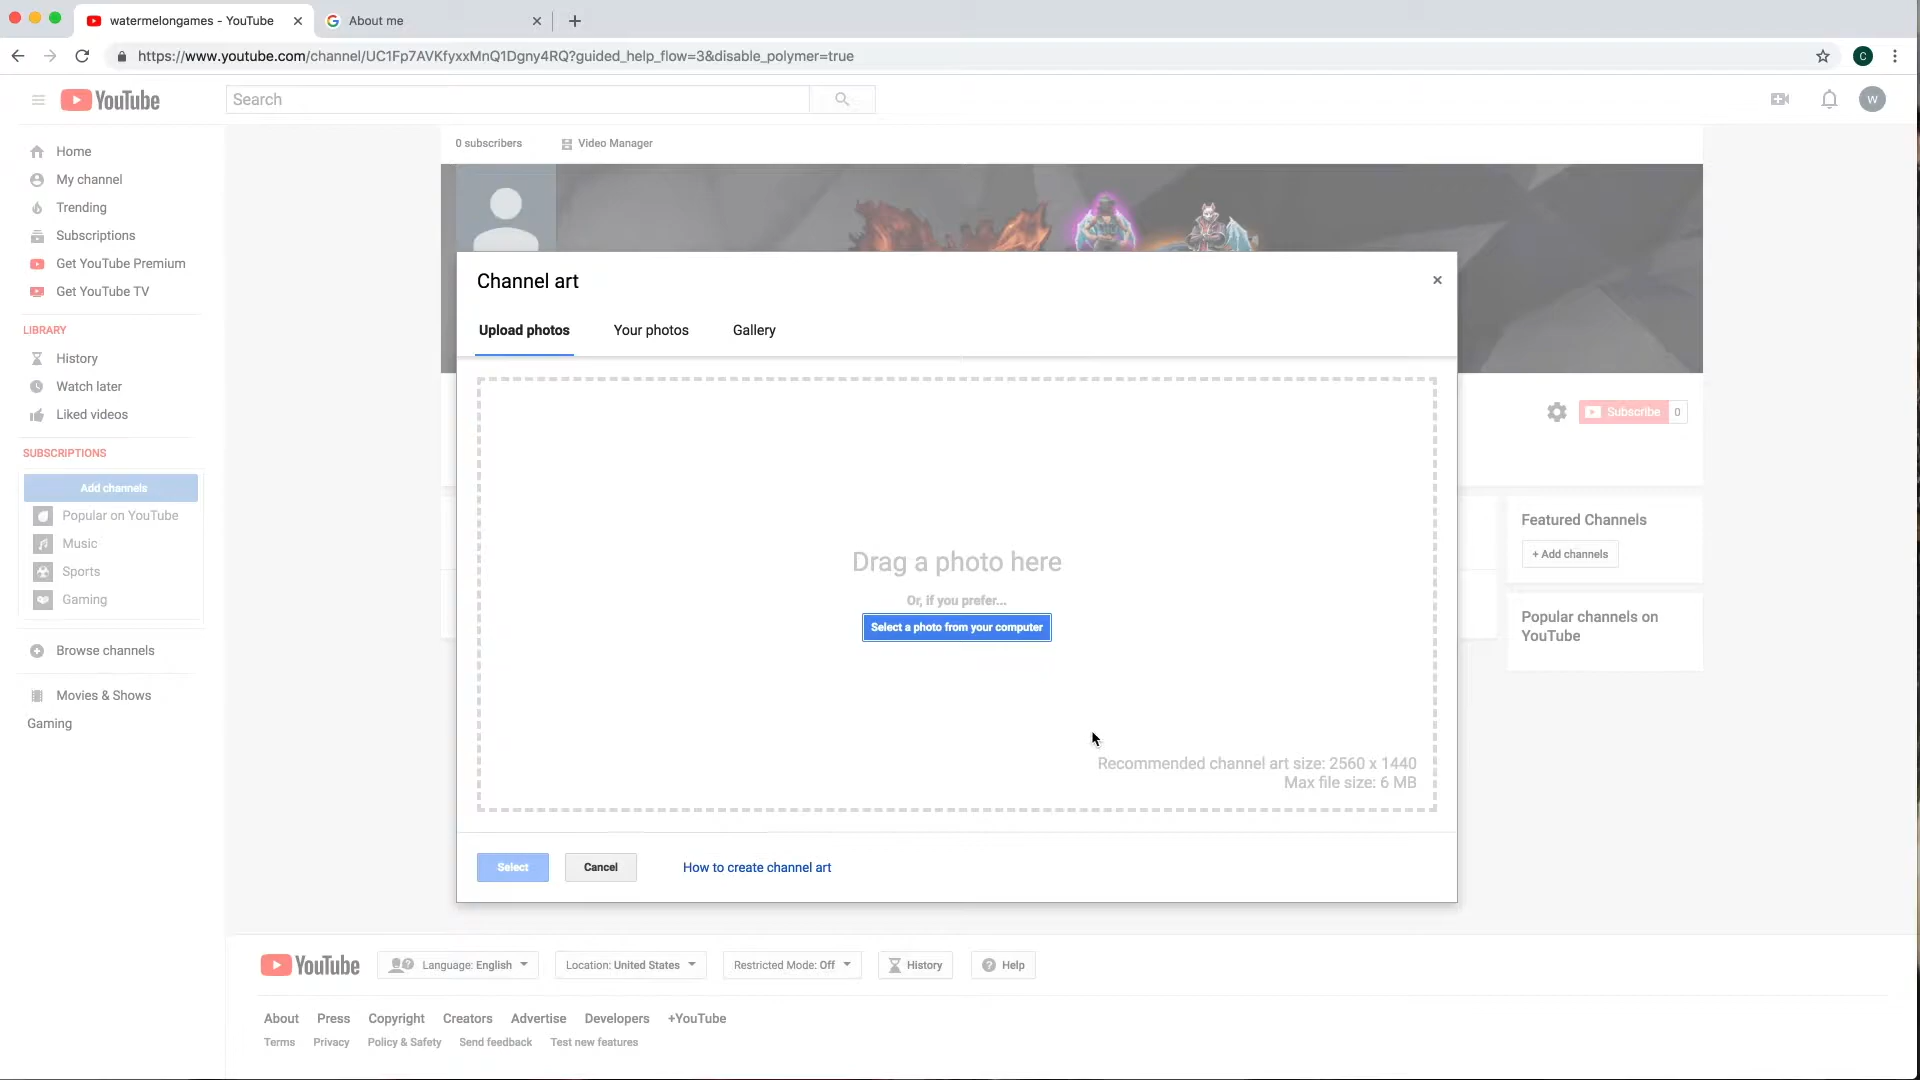 watermelongames - YouTube
About me
https://www.youtube.com/channel/UC1Fp7AVKfyxxMnQ1Dgny4RQ?guided_help_flow=3&disable_polymer=true
C
YouTube
Search
W
0 subscribers
Video Manager
Home
My channel
Trending
Subscriptions
Get YouTube Premium
Get YouTube TV
LIBRARY
History
Watch later
Liked videos
SUBSCRIPTIONS
Add channels
Popular on YouTube
Music
Sports
Gaming
Browse channels
Movies & Shows
Gaming
Channel art
Upload photos
Your photos
Gallery
Drag a photo here
Or, if you prefer...
Select a photo from your computer
Recommended channel art size: 2560 x 1440
Max file size: 6 MB
Select
Cancel
How to create channel art
Subscribe
0
Featured Channels
+ Add channels
Popular channels on
YouTube
YouTube
Language: English
Location: United States
Restricted Mode: Off
History
Help
About
Press
Copyright
Creators
Advertise
Developers
+YouTube
Terms
Privacy
Policy & Safety
Send feedback
Test new features